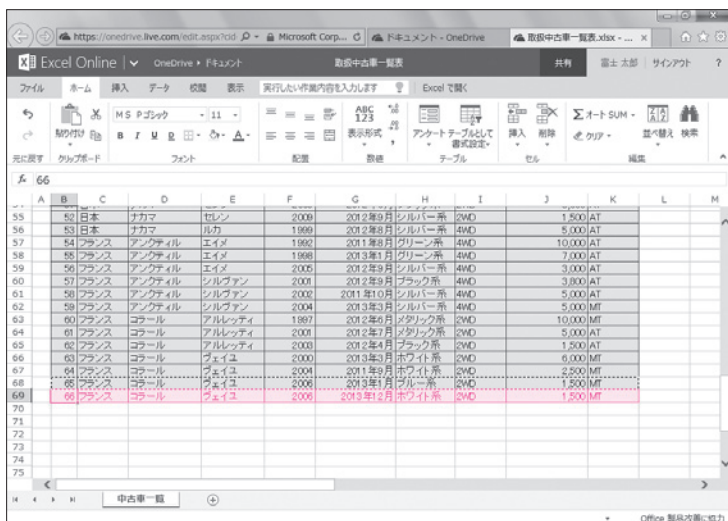 https://onedrive.live.com/edit.aspx?cid Microsoft Corp... ドキュメント - OneDrive 取扱中古車一覧表.xlsx - ... ×
Excel Online OneDrive ドキュメント 取扱中古車一覧表 共有 富士 太郎 サインアウト ?
ファイル ホーム 挿入 データ 校閲 表示 実行したい作業内容を入力します Excel で開く
貼り付け MS Pゴシック 11 ABC 123 表示形式 アンケート テーブルとして書式設定 挿入 削除 Σ オート SUM クリア 並べ替え 検索
B I U D A
元に戻す クリップボード フォント 配置 数値 テーブル セル 編集
fx 66
A B C D E F G H I J K L M
55 52 日本 ナカマ セレン 2009 2012年9月 シルバー系 2WD 1,500 AT
56 53 日本 ナカマ ルカ 1999 2012年8月 シルバー系 4WD 5,000 AT
57 54 フランス アンクティル エイメ 1992 2011年8月 グリーン系 4WD 10,000 AT
58 55 フランス アンクティル エイメ 1998 2013年1月 グリーン系 4WD 7,000 AT
59 56 フランス アンクティル エイメ 2005 2012年9月 シルバー系 4WD 3,000 AT
60 57 フランス アンクティル シルヴァン 2001 2012年9月 ブラック系 4WD 3,800 AT
61 58 フランス アンクティル シルヴァン 2002 2011年10月 シルバー系 4WD 5,000 AT
62 59 フランス アンクティル シルヴァン 2004 2013年3月 シルバー系 4WD 5,000 MT
63 60 フランス コラール アルレッティ 1997 2012年6月 メタリック系 2WD 10,000 MT
64 61 フランス コラール アルレッティ 2001 2012年7月 メタリック系 2WD 5,000 AT
65 62 フランス コラール アルレッティ 2003 2012年4月 ブラック系 2WD 1,500 AT
66 63 フランス コラール ヴェイユ 2000 2013年3月 ホワイト系 2WD 6,000 MT
67 64 フランス コラール ヴェイユ 2004 2011年9月 ホワイト系 2WD 2,500 MT
68 65 フランス コラール ヴェイユ 2006 2013年1月 ブルー系 2WD 1,500 MT
69 66 フランス コラール ヴェイユ 2006 2013年12月 ホワイト系 2WD 1,500 MT
70
71
72
73
74
75
中古車一覧
Office 製品改善に協力